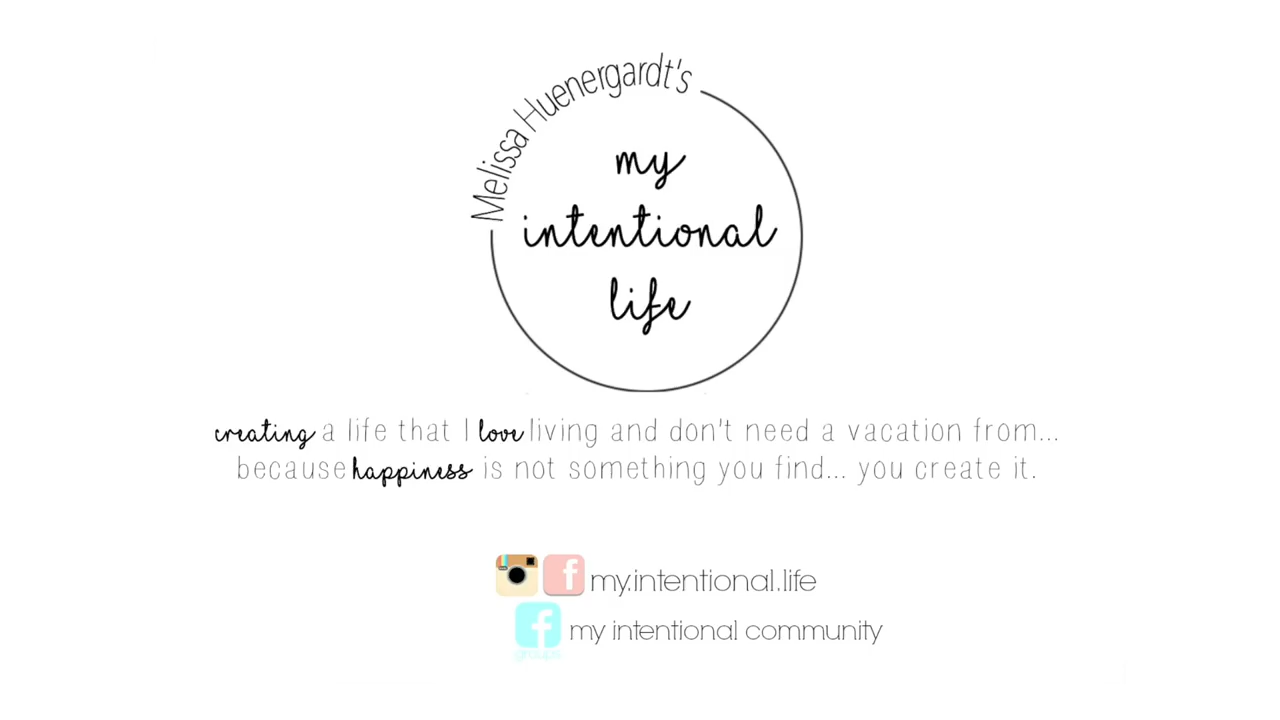 Melissa Huenergardt's
my
intentional
life
creating a life that I love living and don't need a vacation from...
because happiness is not something you find... you create it.
f my.intentional.life
f my intentional community
groups